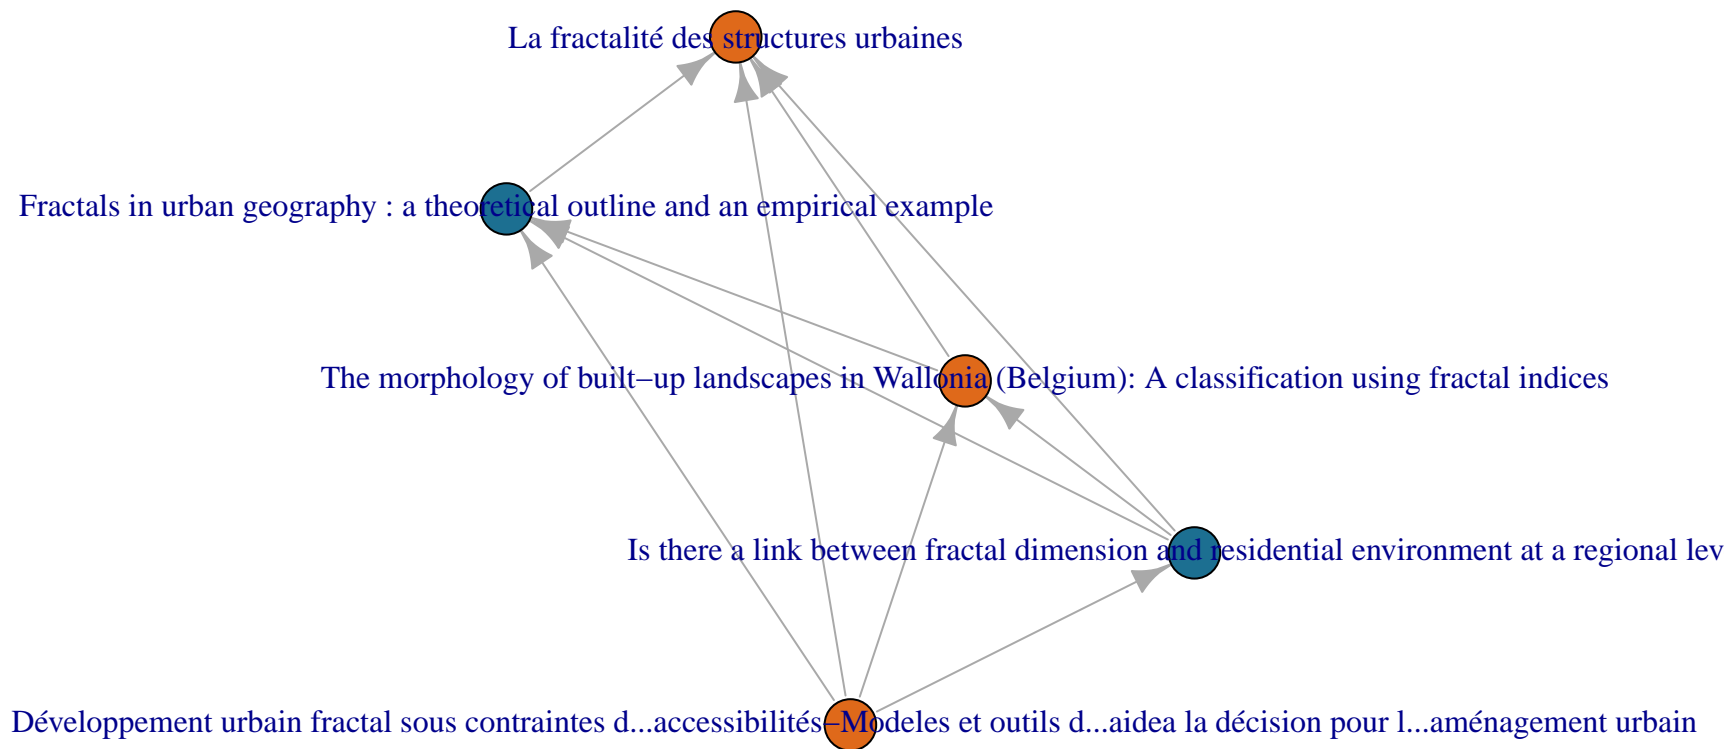 La fractalité des structures urbaines
Fractals in urban geography : a theoretical outline and an empirical example
The morphology of built−up landscapes in Wallonia (Belgium): A classification using fractal indices
Is there a link between fractal dimension and residential environment at a regional lev
Développement urbain fractal sous contraintes d...accessibilités−Modeles et outils d...aidea la décision pour l...aménagement urbain